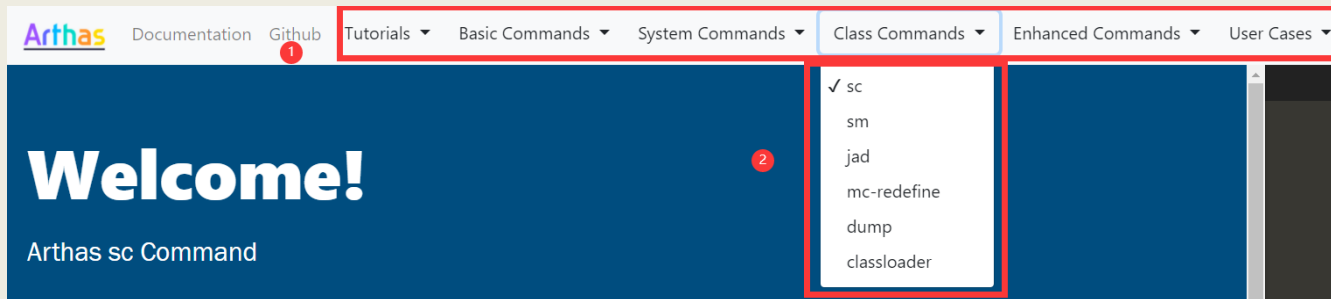 Arthas Documentation Github Tutorials Basic Commands System Commands Class Commands Enhanced Commands User Cases
1
✓ sc
sm
jad
mc-redefine
dump
classloader
2
Welcome!
Arthas sc Command